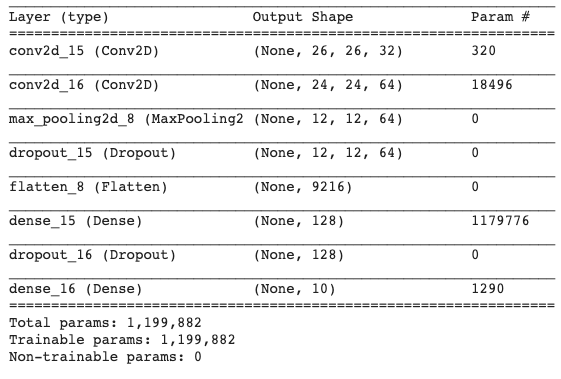 Layer (type) Output Shape Param #
=================================================================
conv2d_15 (Conv2D) (None, 26, 26, 32) 320
conv2d_16 (Conv2D) (None, 24, 24, 64) 18496
max_pooling2d_8 (MaxPooling2 (None, 12, 12, 64) 0
dropout_15 (Dropout) (None, 12, 12, 64) 0
flatten_8 (Flatten) (None, 9216) 0
dense_15 (Dense) (None, 128) 1179776
dropout_16 (Dropout) (None, 128) 0
dense_16 (Dense) (None, 10) 1290
=================================================================
Total params: 1,199,882
Trainable params: 1,199,882
Non-trainable params: 0